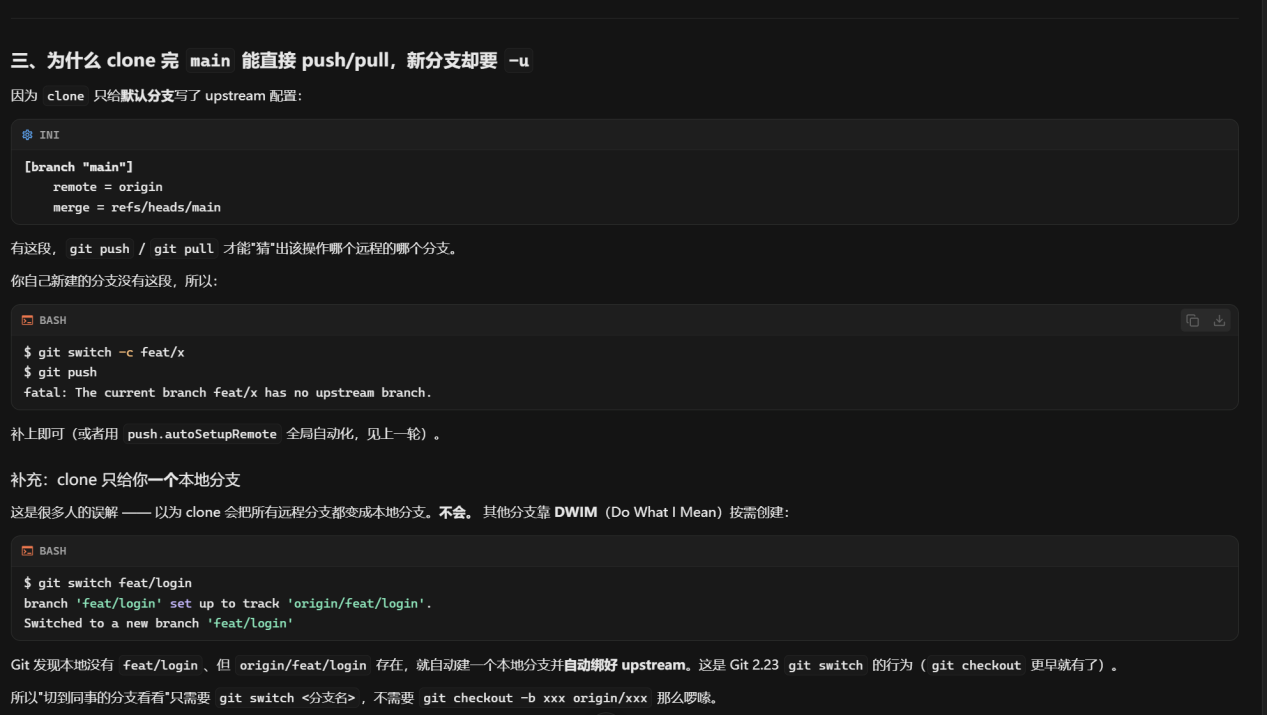 三、为什么 clone 完 main 能直接 push/pull，新分支却要 -u
因为 clone 只给默认分支写了 upstream 配置：
INI
[branch "main"]
    remote = origin
    merge = refs/heads/main
有这段，git push / git pull 才能"猜"出该操作哪个远程的哪个分支。
你自己新建的分支没有这段，所以：
BASH
$ git switch -c feat/x
$ git push
fatal: The current branch feat/x has no upstream branch.
补上即可（或者用 push.autoSetupRemote 全局自动化，见上一轮）。
补充：clone 只给你一个本地分支
这是很多人的误解 —— 以为 clone 会把所有远程分支都变成本地分支。不会。 其他分支靠 DWIM（Do What I Mean）按需创建：
BASH
$ git switch feat/login
branch 'feat/login' set up to track 'origin/feat/login'.
Switched to a new branch 'feat/login'
Git 发现本地没有 feat/login 、但 origin/feat/login 存在，就自动建一个本地分支并自动绑好 upstream。这是 Git 2.23 git switch 的行为（ git checkout 更早就有了）。
所以"切到同事的分支看看"只需要 git switch <分支名> ，不需要 git checkout -b xxx origin/xxx 那么啰嗦。